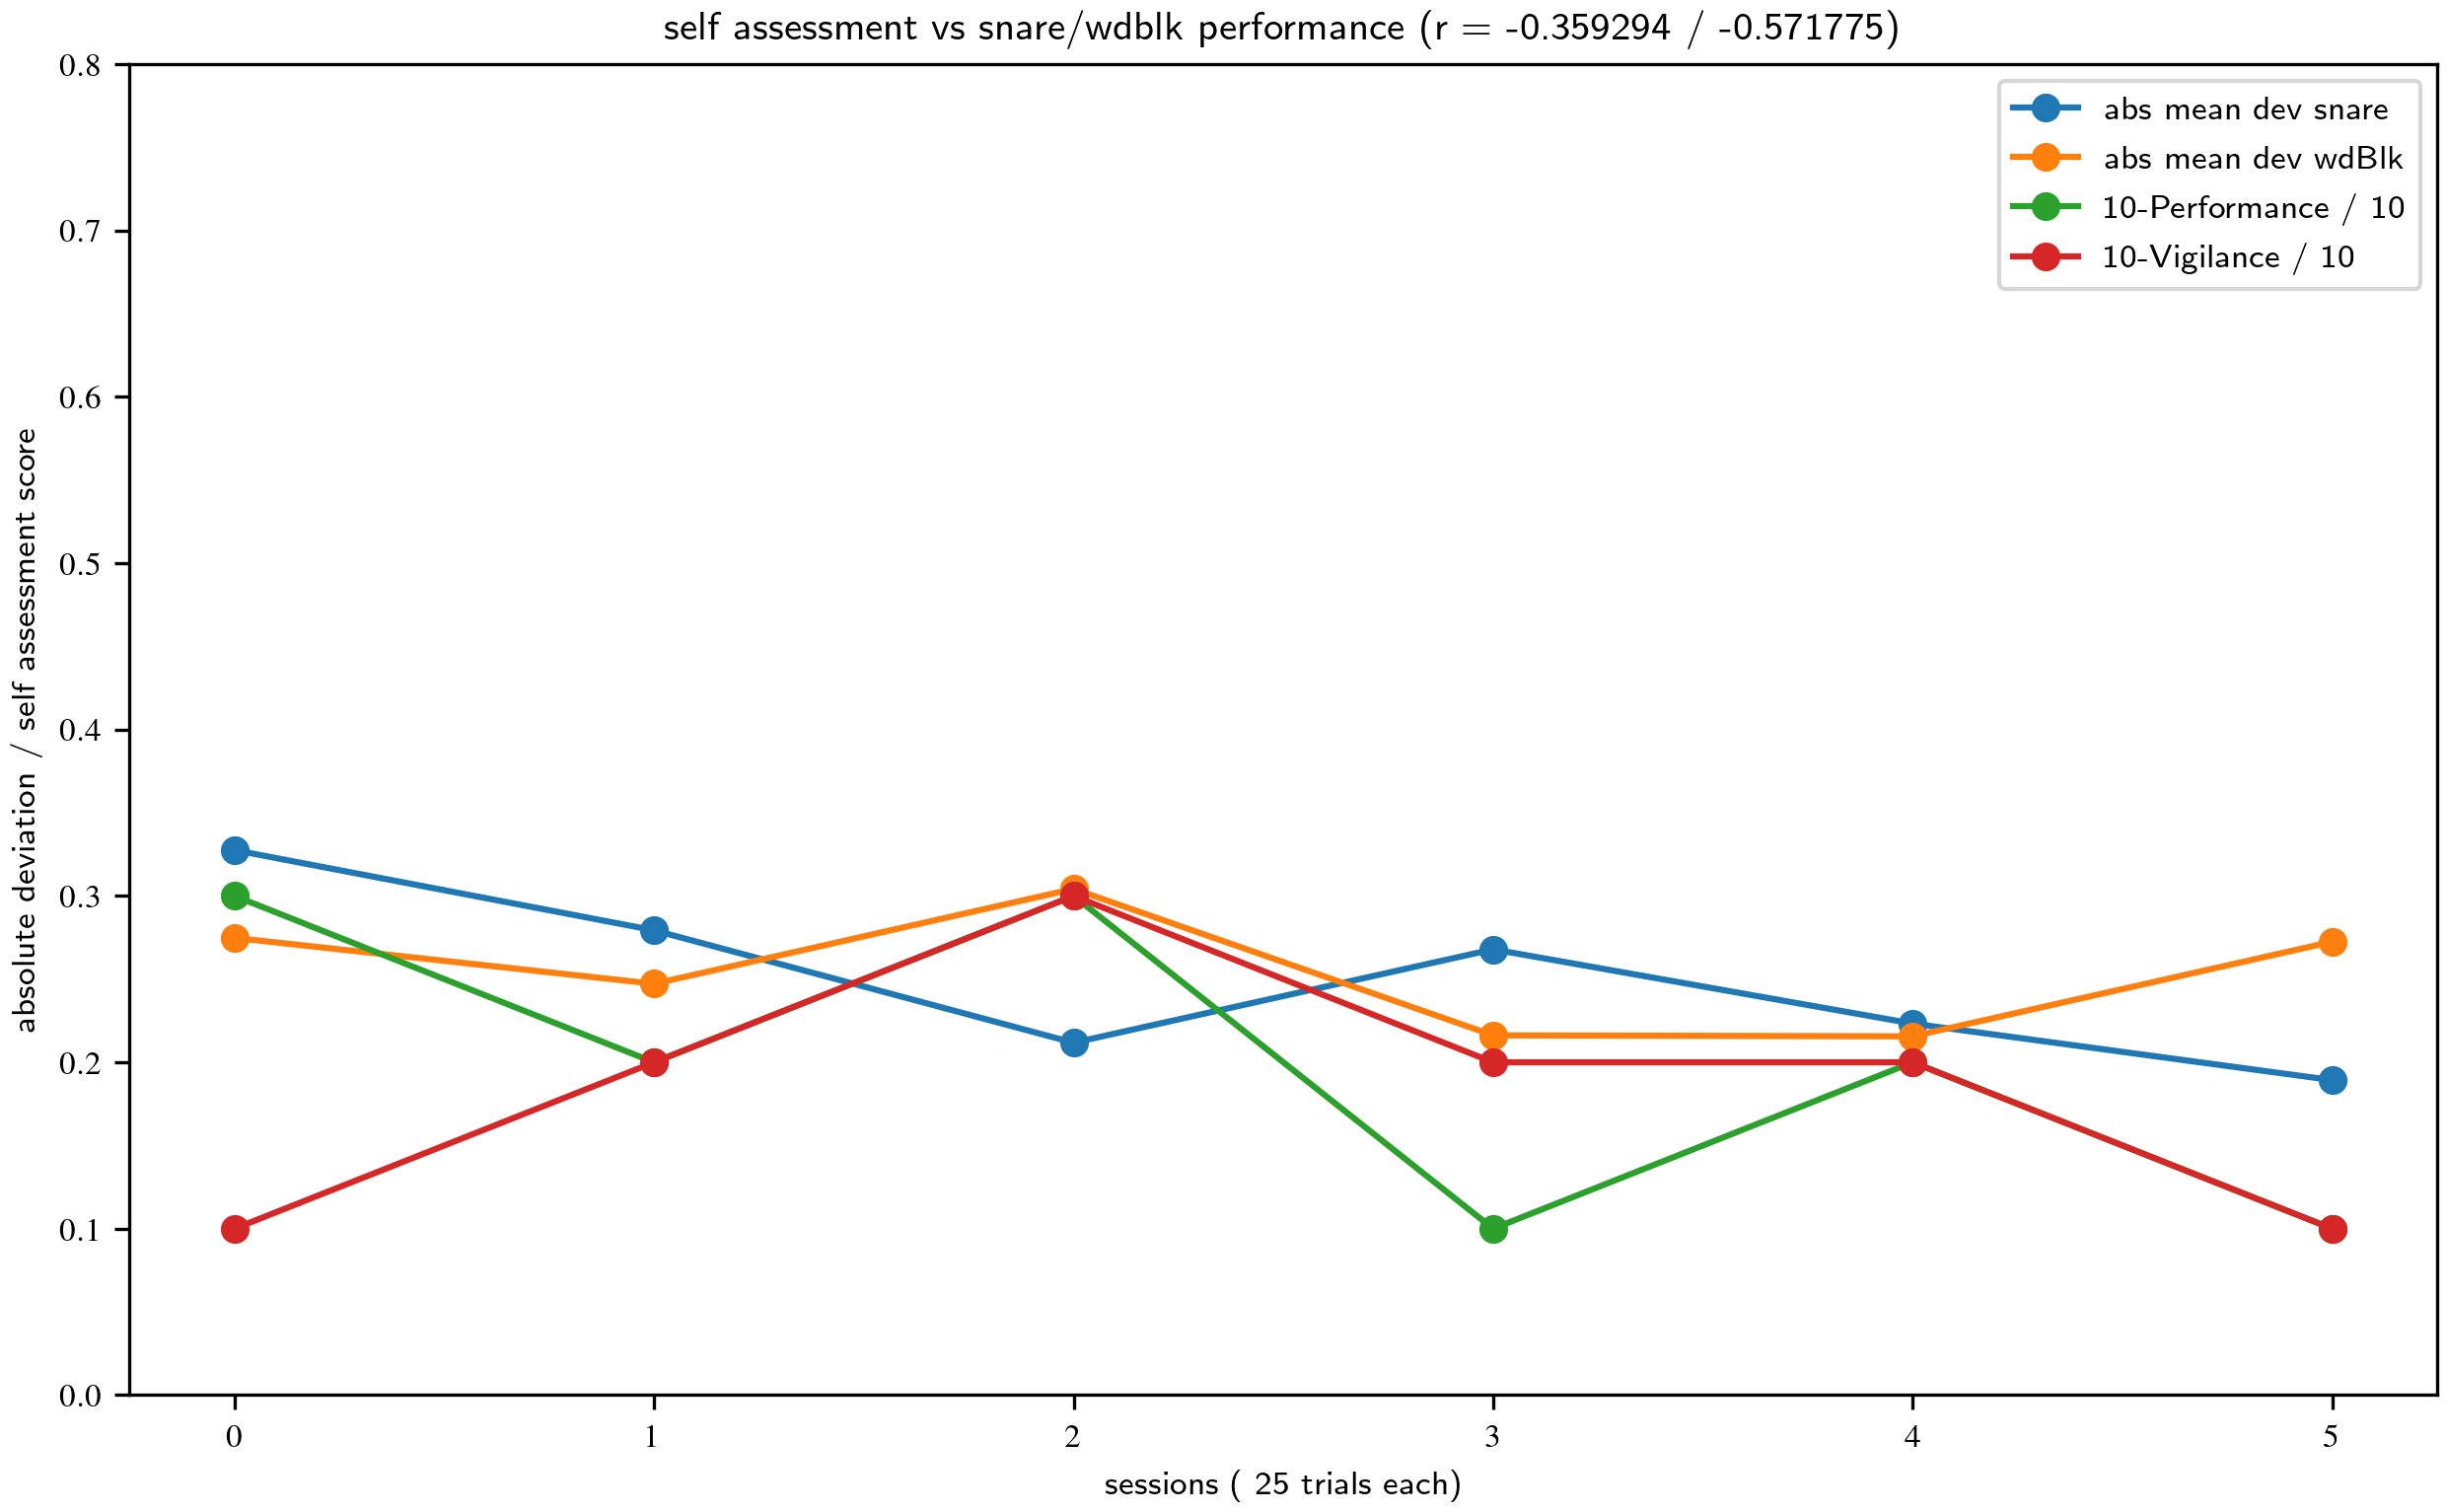 self assessment vs snare/wdblk performance (r = -0.359294 / -0.571775)
abs mean dev snare
abs mean dev wdBlk
10-Performance / 10
10-Vigilance / 10
absolute deviation / self assessment score
0.8
0.7
0.6
0.5
0.4
0.3
0.2
0.1
0.0
0 1 2 3 4 5
sessions ( 25 trials each)